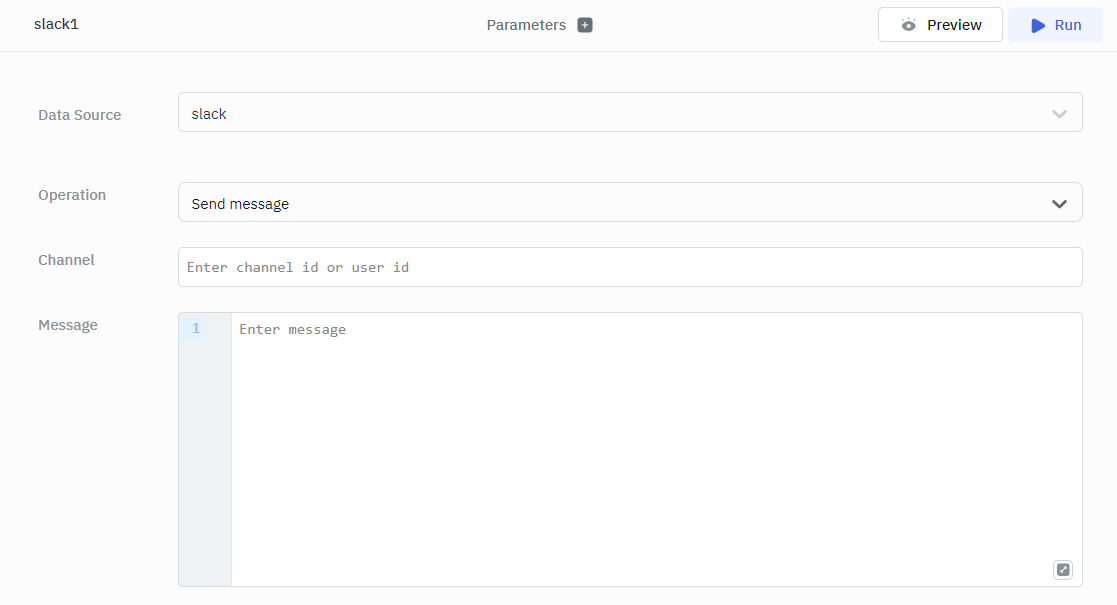 slack1
Parameters
Preview
Run
Data Source
slack
Operation
Send message
Channel
Enter channel id or user id
Message
1
Enter message